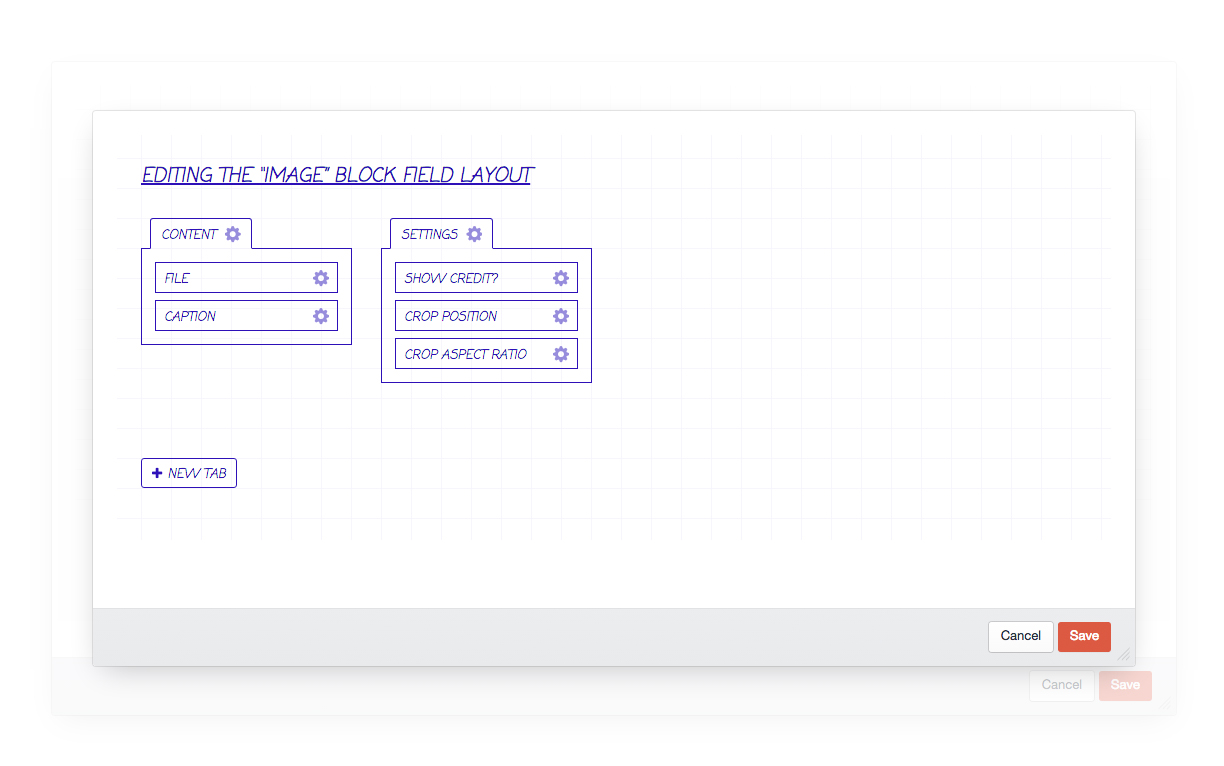 EDITING THE "IMAGE" BLOCK FIELD LAYOUT
CONTENT
FILE
CAPTION
SETTINGS
SHOW CREDIT?
CROP POSITION
CROP ASPECT RATIO
+ NEW TAB
Cancel
Save
Cancel
Save